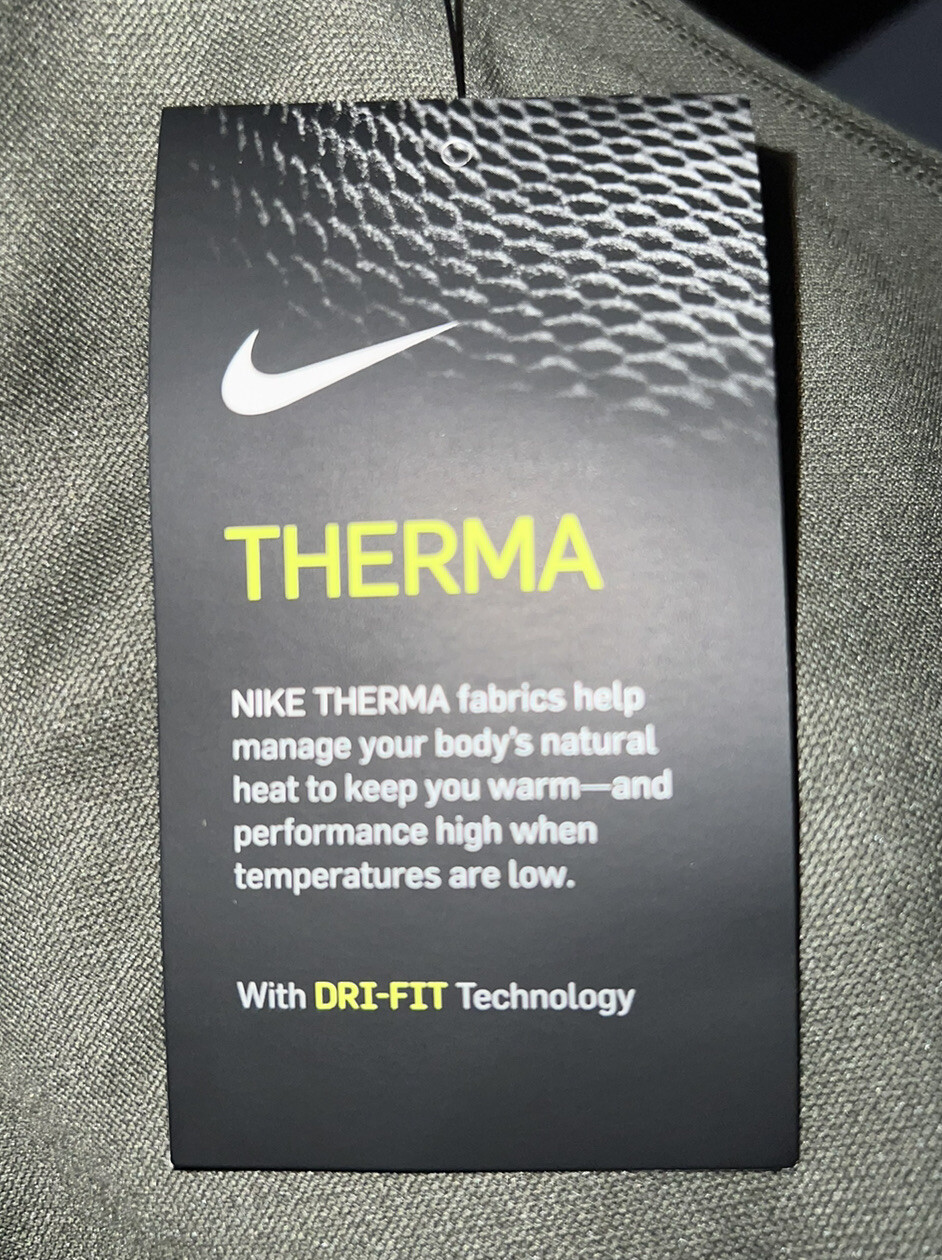 THERMA
NIKE THERMA fabrics help
manage your body's natural
heat to keep you warm—and
performance high when
temperatures are low.
With DRI-FIT Technology